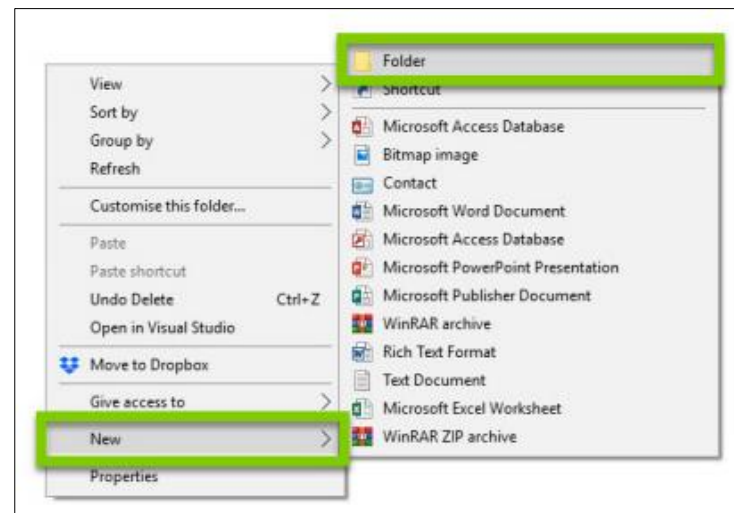 View
Sort by
Group by
Refresh
Customise this folder...
Paste
Paste shortcut
Undo Delete Ctrl+Z
Open in Visual Studio
Move to Dropbox
Give access to
New
Properties
Folder
Shortcut
Microsoft Access Database
Bitmap image
Contact
Microsoft Word Document
Microsoft Access Database
Microsoft PowerPoint Presentation
Microsoft Publisher Document
WinRAR archive
Rich Text Format
Text Document
Microsoft Excel Worksheet
WinRAR ZIP archive